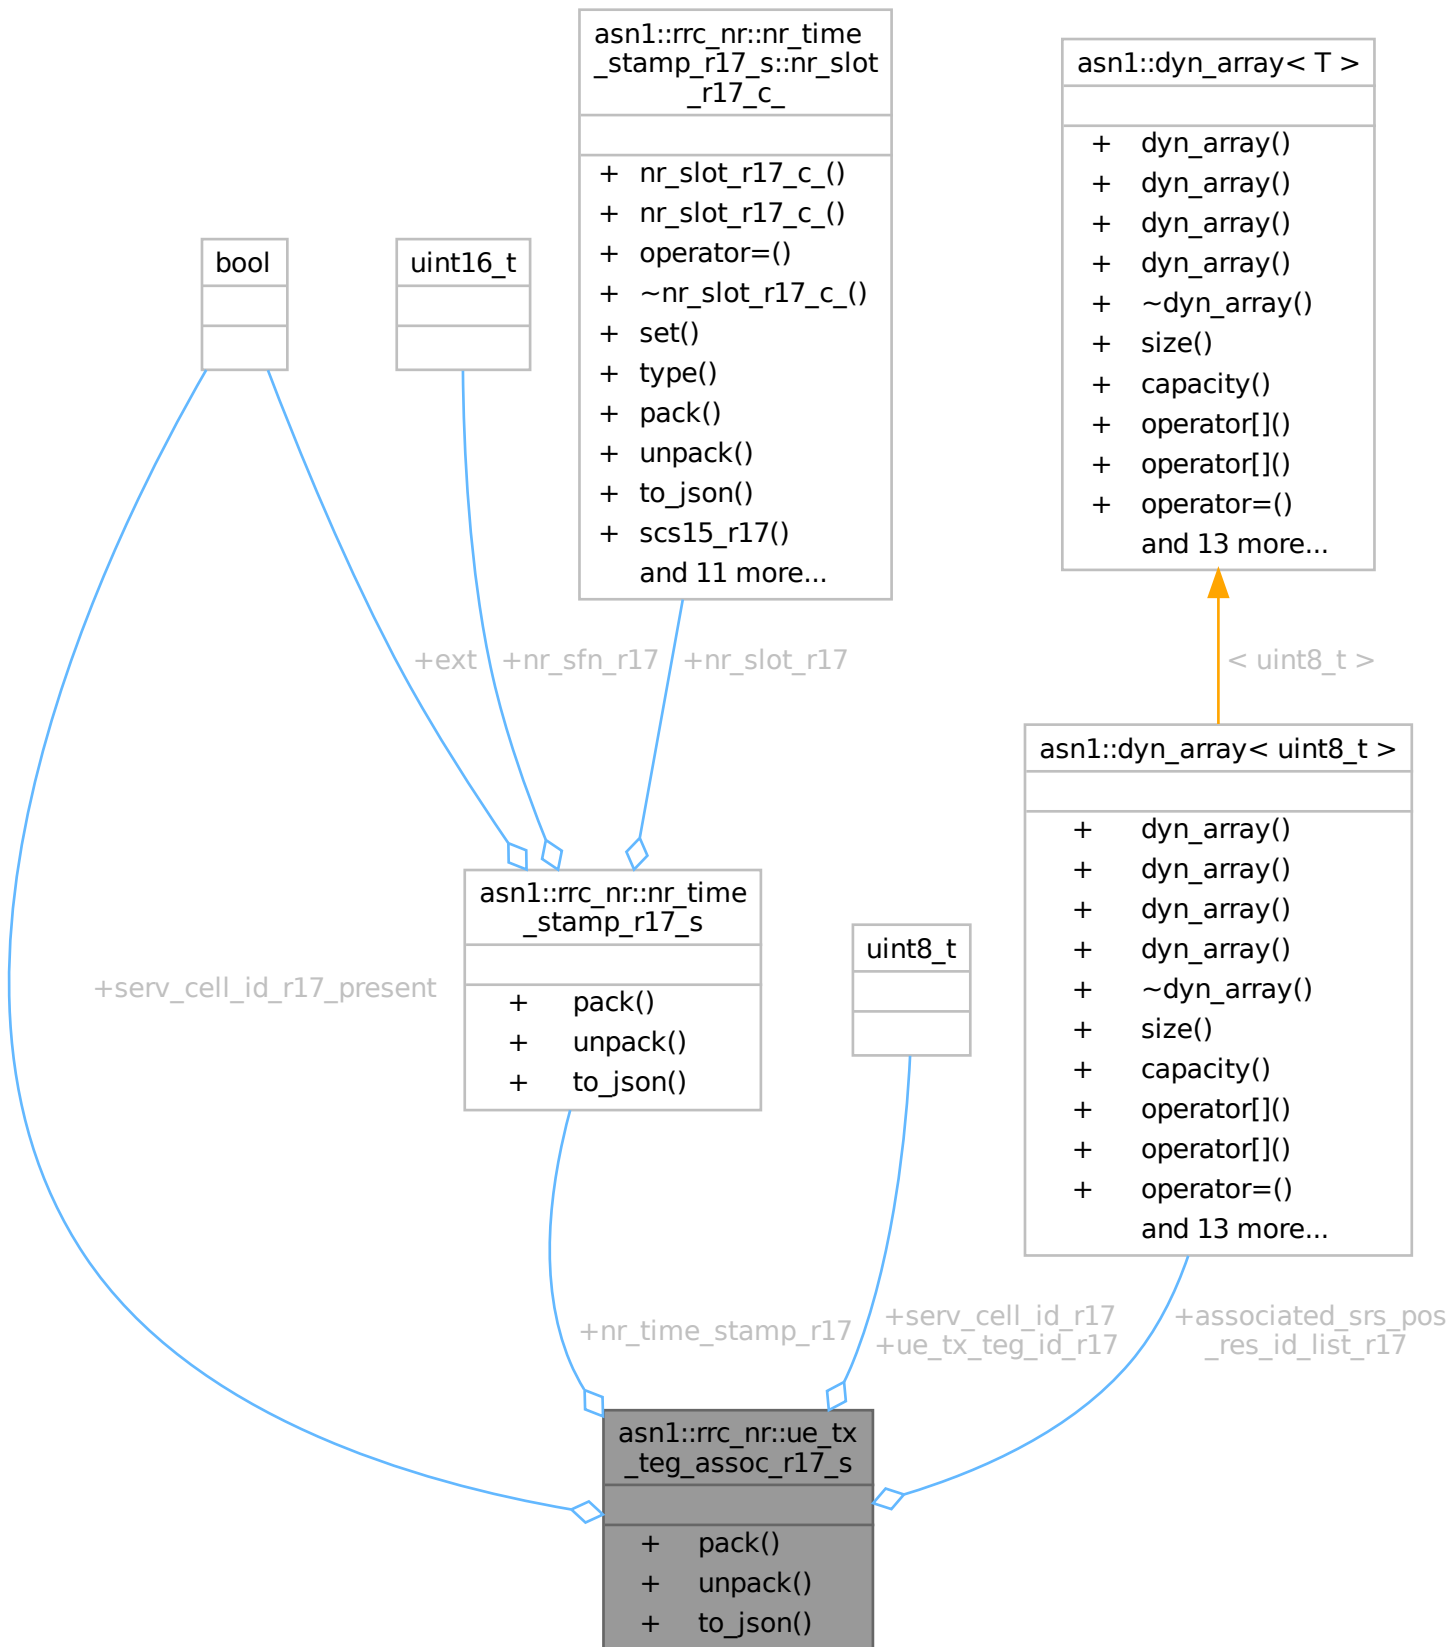 asn1::rrc_nr::nr_time
_stamp_r17_s::nr_slot
_r17_c_
+ nr_slot_r17_c_()
+ nr_slot_r17_c_()
+ operator=()
+ ~nr_slot_r17_c_()
+ set()
+ type()
+ pack()
+ unpack()
+ to_json()
+ scs15_r17()
and 11 more...
asn1::dyn_array< T >
+ dyn_array()
+ dyn_array()
+ dyn_array()
+ dyn_array()
+ ~dyn_array()
+ size()
+ capacity()
+ operator[]()
+ operator[]()
+ operator=()
and 13 more...
bool
uint16_t
+ext
+nr_sfn_r17
+nr_slot_r17
< uint8_t >
asn1::dyn_array< uint8_t >
+ dyn_array()
+ dyn_array()
+ dyn_array()
+ dyn_array()
+ ~dyn_array()
+ size()
+ capacity()
+ operator[]()
+ operator[]()
+ operator=()
and 13 more...
asn1::rrc_nr::nr_time
_stamp_r17_s
+ pack()
+ unpack()
+ to_json()
uint8_t
+serv_cell_id_r17_present
+nr_time_stamp_r17
+serv_cell_id_r17
+ue_tx_teg_id_r17
+associated_srs_pos
_res_id_list_r17
asn1::rrc_nr::ue_tx
_teg_assoc_r17_s
+ pack()
+ unpack()
+ to_json()